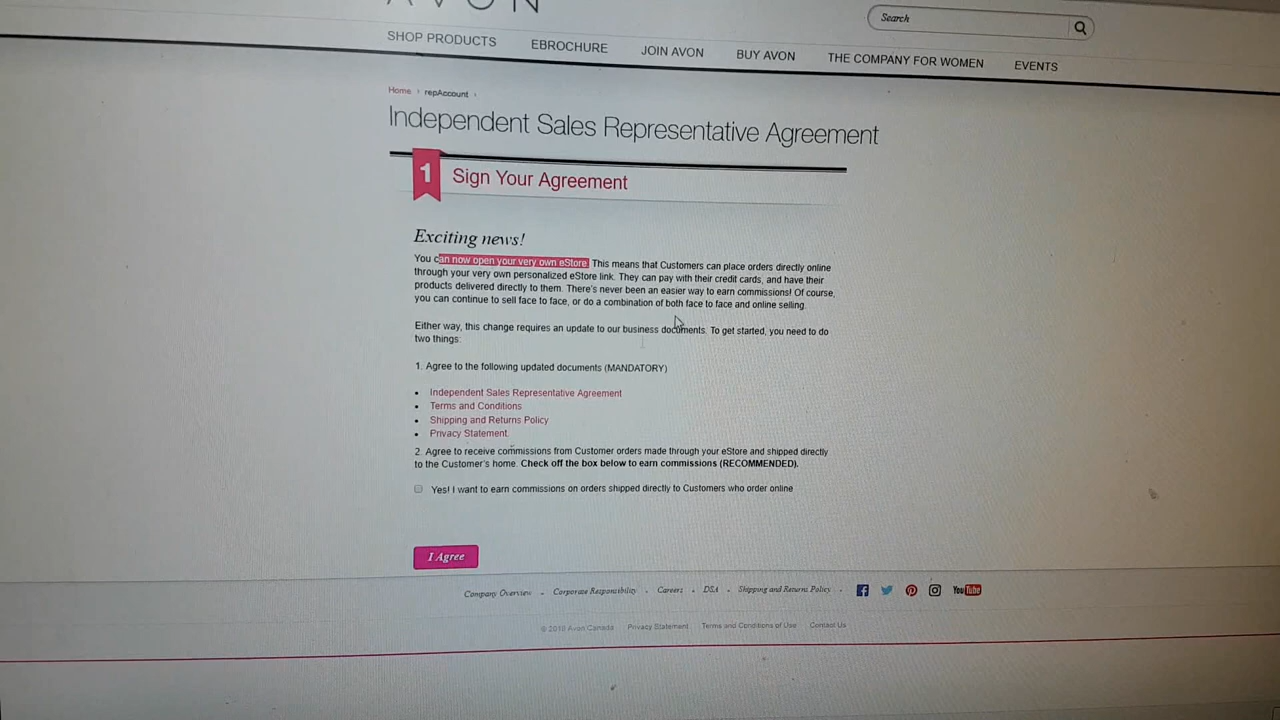 AVON
Search
SHOP PRODUCTS EBROCHURE JOIN AVON BUY AVON THE COMPANY FOR WOMEN EVENTS
Home › repAccount ›
Independent Sales Representative Agreement
1 Sign Your Agreement
Exciting news!
You can now open your very own eStore. This means that Customers can place orders directly online
through your very own personalized eStore link. They can pay with their credit cards, and have their
products delivered directly to them. There's never been an easier way to earn commissions! Of course,
you can continue to sell face to face, or do a combination of both face to face and online selling.
Either way, this change requires an update to our business documents. To get started, you need to do
two things:
1. Agree to the following updated documents (MANDATORY)
• Independent Sales Representative Agreement
• Terms and Conditions
• Shipping and Returns Policy
• Privacy Statement
2. Agree to receive commissions from Customer orders made through your eStore and shipped directly
to the Customer's home. Check off the box below to earn commissions (RECOMMENDED).
Yes! I want to earn commissions on orders shipped directly to Customers who order online
I Agree
Company Overview Corporate Responsibility Careers DSA Shipping and Returns Policy YouTube
Avon Canada Privacy Statement Terms and Conditions of Use Contact Us